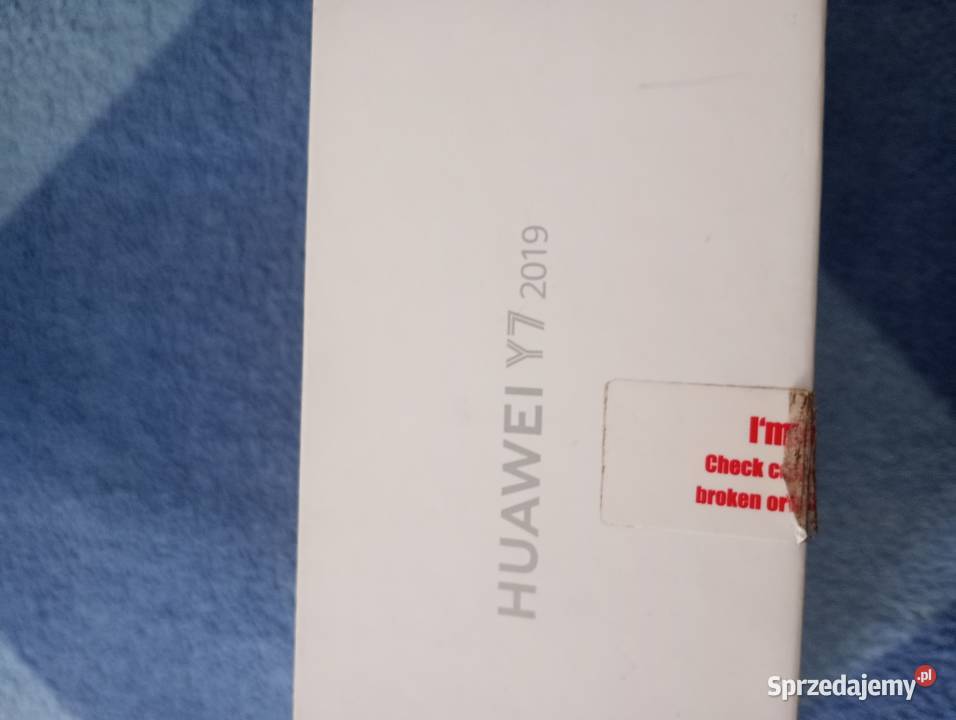 HUAWEI Y7 2019
I'm
Check
broken or
Sprzedajemy.pl